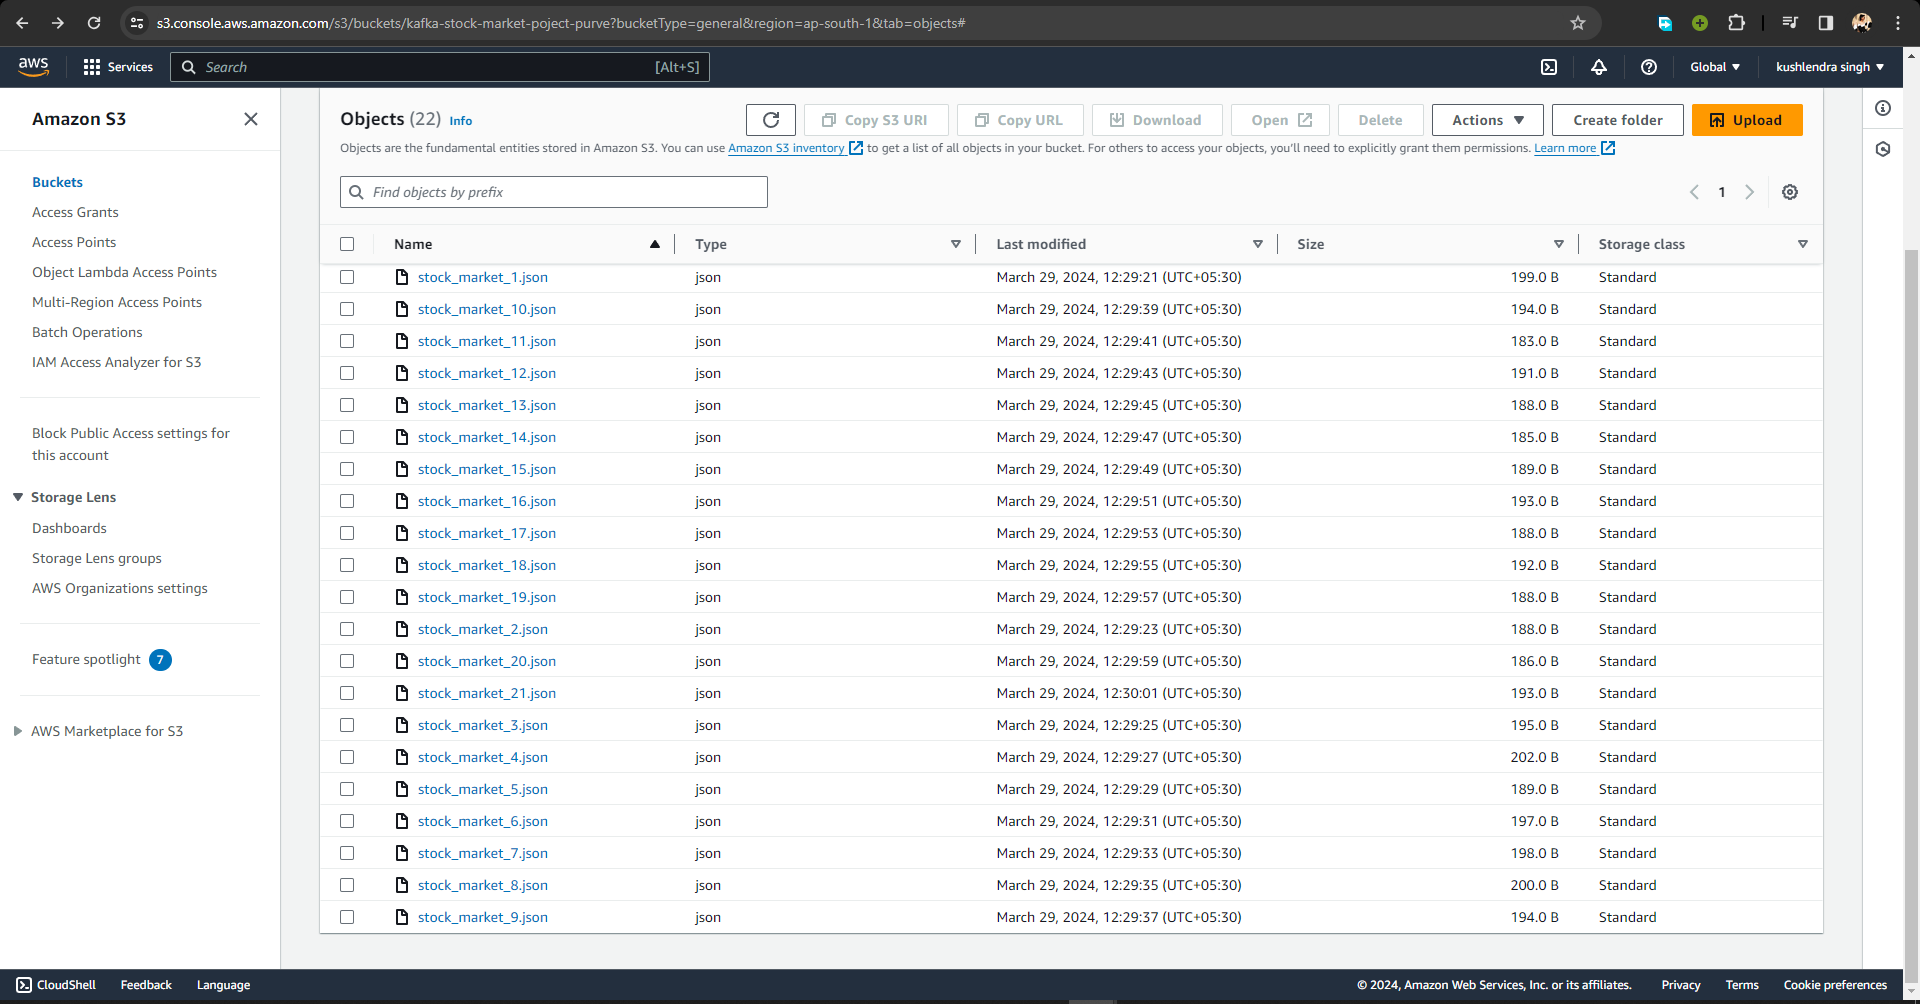 s3.console.aws.amazon.com/s3/buckets/kafka-stock-market-poject-purve?bucketType=general&region=ap-south-1&tab=objects#
aws Services Search [Alt+S] Global kushlendra singh
Amazon S3
Buckets
Access Grants
Access Points
Object Lambda Access Points
Multi-Region Access Points
Batch Operations
IAM Access Analyzer for S3
Block Public Access settings for
this account
Storage Lens
Dashboards
Storage Lens groups
AWS Organizations settings
Feature spotlight 7
AWS Marketplace for S3
Objects (22) Info Copy S3 URI Copy URL Download Open Delete Actions Create folder Upload
Objects are the fundamental entities stored in Amazon S3. You can use Amazon S3 inventory to get a list of all objects in your bucket. For others to access your objects, you'll need to explicitly grant them permissions. Learn more
Find objects by prefix 1
Name Type Last modified Size Storage class
stock_market_1.json json March 29, 2024, 12:29:21 (UTC+05:30) 199.0 B Standard
stock_market_10.json json March 29, 2024, 12:29:39 (UTC+05:30) 194.0 B Standard
stock_market_11.json json March 29, 2024, 12:29:41 (UTC+05:30) 183.0 B Standard
stock_market_12.json json March 29, 2024, 12:29:43 (UTC+05:30) 191.0 B Standard
stock_market_13.json json March 29, 2024, 12:29:45 (UTC+05:30) 188.0 B Standard
stock_market_14.json json March 29, 2024, 12:29:47 (UTC+05:30) 185.0 B Standard
stock_market_15.json json March 29, 2024, 12:29:49 (UTC+05:30) 189.0 B Standard
stock_market_16.json json March 29, 2024, 12:29:51 (UTC+05:30) 193.0 B Standard
stock_market_17.json json March 29, 2024, 12:29:53 (UTC+05:30) 188.0 B Standard
stock_market_18.json json March 29, 2024, 12:29:55 (UTC+05:30) 192.0 B Standard
stock_market_19.json json March 29, 2024, 12:29:57 (UTC+05:30) 188.0 B Standard
stock_market_2.json json March 29, 2024, 12:29:23 (UTC+05:30) 188.0 B Standard
stock_market_20.json json March 29, 2024, 12:29:59 (UTC+05:30) 186.0 B Standard
stock_market_21.json json March 29, 2024, 12:30:01 (UTC+05:30) 193.0 B Standard
stock_market_3.json json March 29, 2024, 12:29:25 (UTC+05:30) 195.0 B Standard
stock_market_4.json json March 29, 2024, 12:29:27 (UTC+05:30) 202.0 B Standard
stock_market_5.json json March 29, 2024, 12:29:29 (UTC+05:30) 189.0 B Standard
stock_market_6.json json March 29, 2024, 12:29:31 (UTC+05:30) 197.0 B Standard
stock_market_7.json json March 29, 2024, 12:29:33 (UTC+05:30) 198.0 B Standard
stock_market_8.json json March 29, 2024, 12:29:35 (UTC+05:30) 200.0 B Standard
stock_market_9.json json March 29, 2024, 12:29:37 (UTC+05:30) 194.0 B Standard
CloudShell Feedback Language © 2024, Amazon Web Services, Inc. or its affiliates. Privacy Terms Cookie preferences